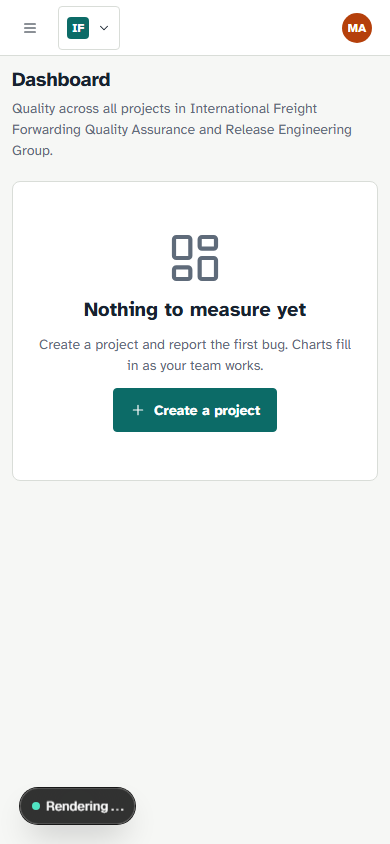 IF
MA
Dashboard
Quality across all projects in International Freight
Forwarding Quality Assurance and Release Engineering
Group.
Nothing to measure yet
Create a project and report the first bug. Charts fill
in as your team works.
+ Create a project
Rendering ...